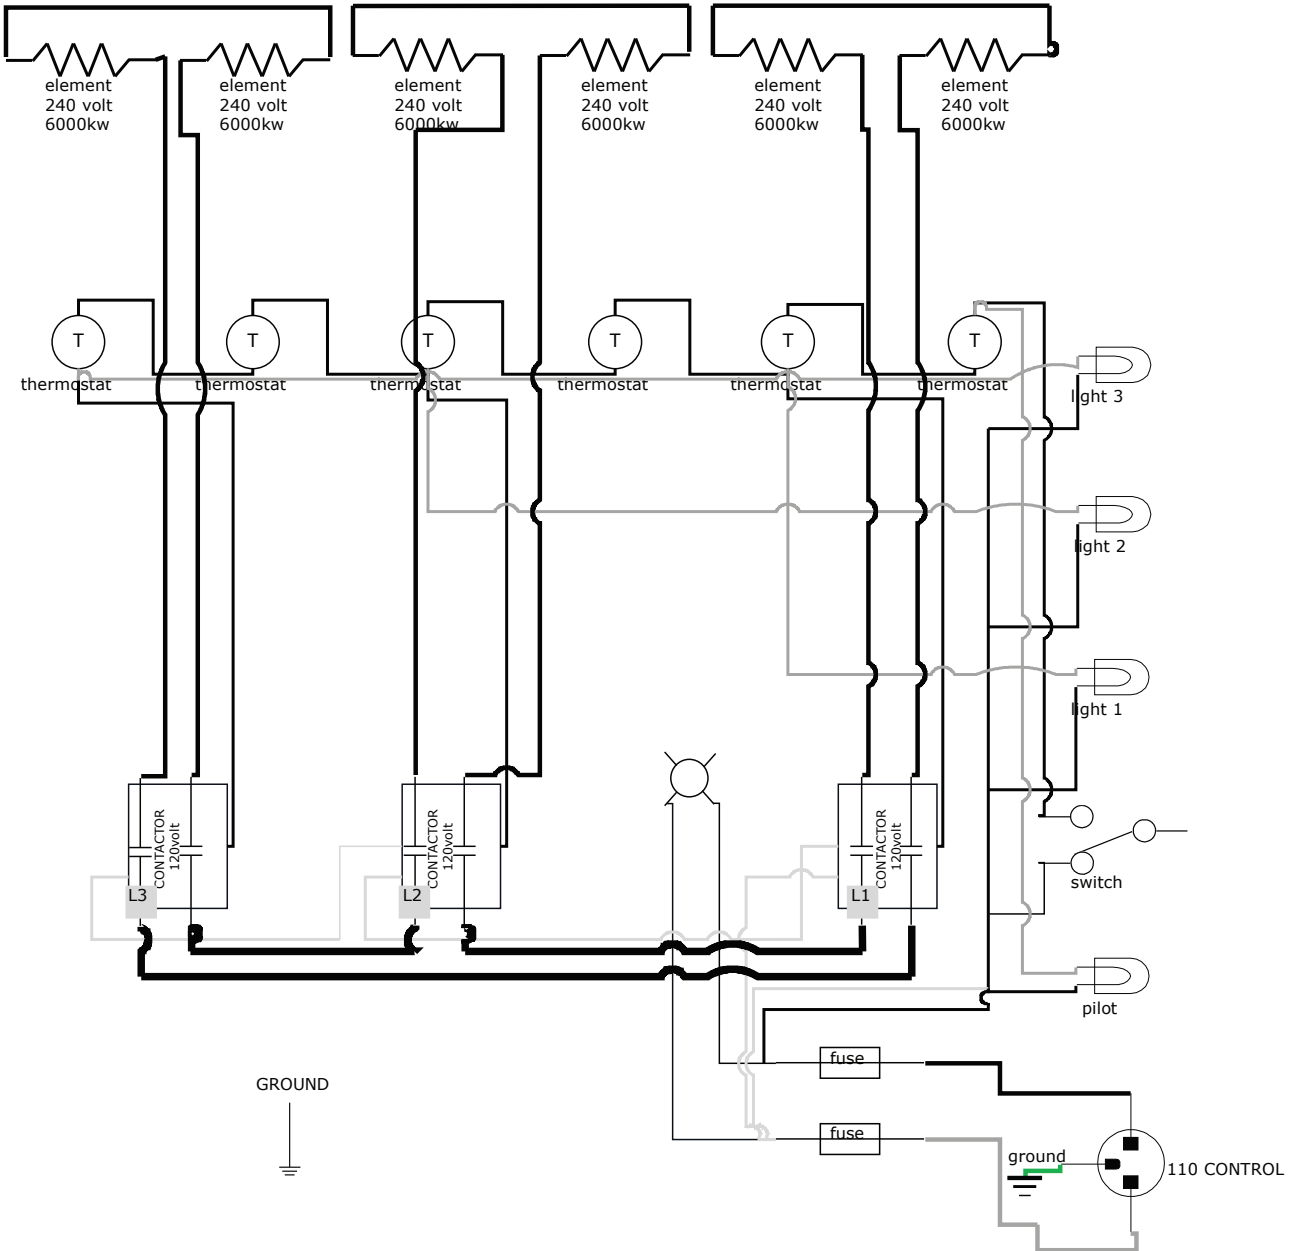 element
240 volt
6000kw
element
240 volt
6000kw
element
240 volt
6000kw
element
240 volt
6000kw
element
240 volt
6000kw
element
240 volt
6000kw
T
T
T
T
T
T
thermostat
thermostat
thermostat
thermostat
thermostat
thermostat
light 3
light 2
light 1
CONTACTOR
120volt
L3
CONTACTOR
120volt
L2
CONTACTOR
120volt
L1
switch
pilot
fuse
GROUND
fuse
ground
110 CONTROL